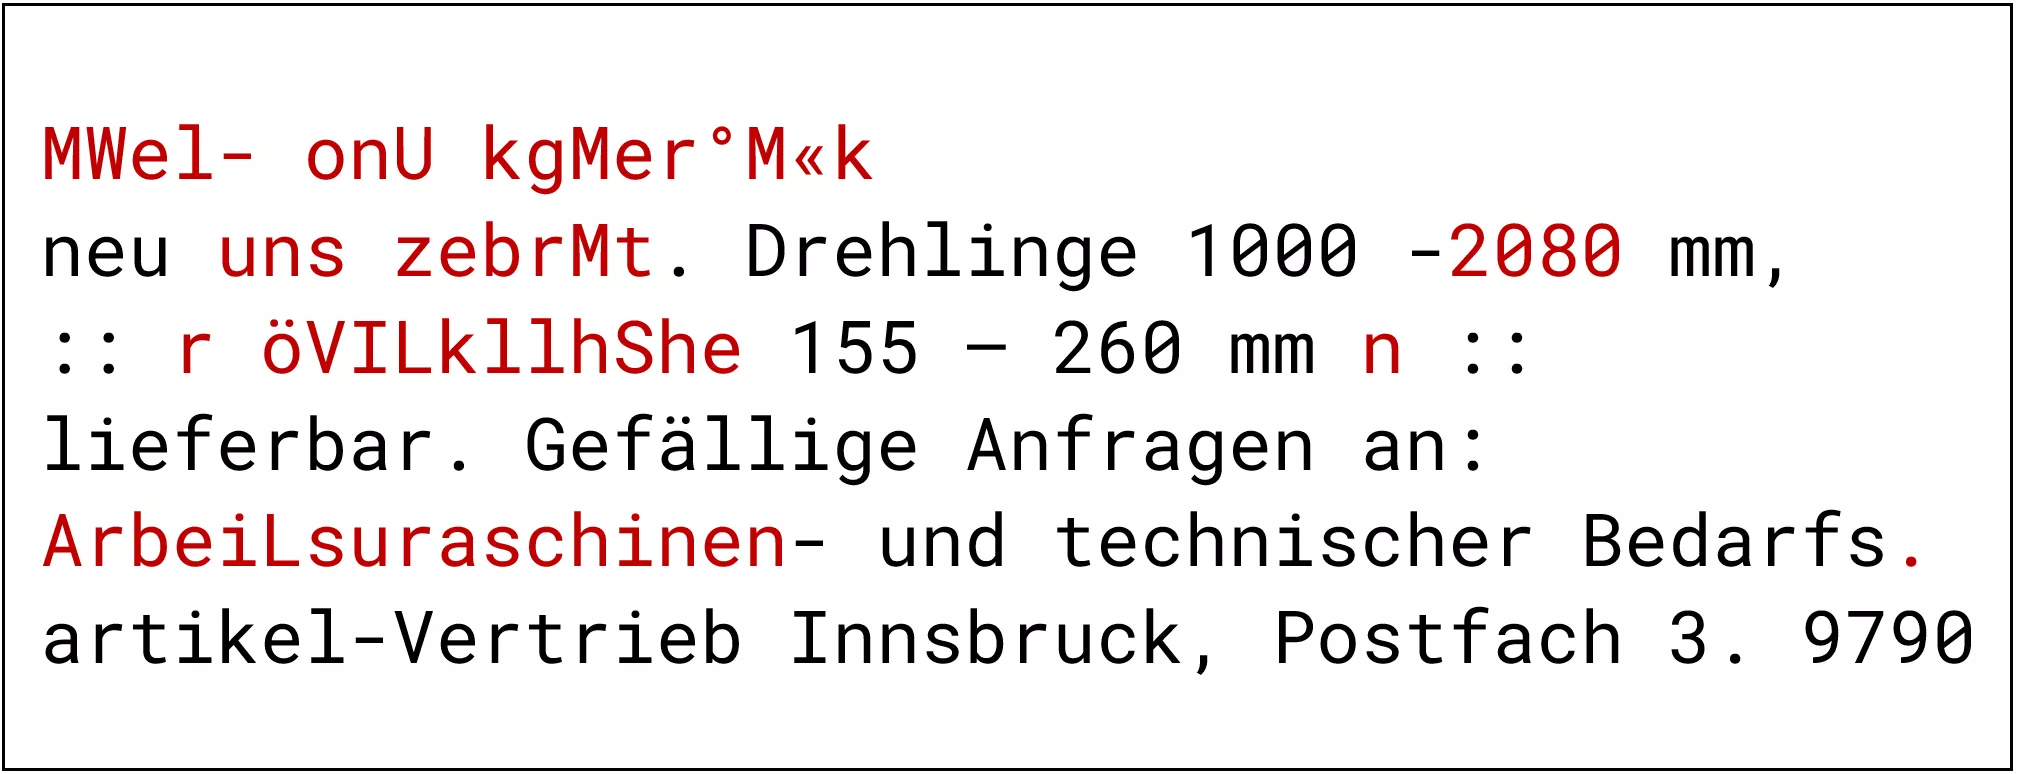 MWel- onU kgMer°M«k
neu uns zebrMt. Drehlinge 1000 -2080 mm,
:: r öVILkllhShe 155 – 260 mm n ::
lieferbar. Gefällige Anfragen an:
ArbeiLsuraschinen- und technischer Bedarfs.
artikel-Vertrieb Innsbruck, Postfach 3. 9790